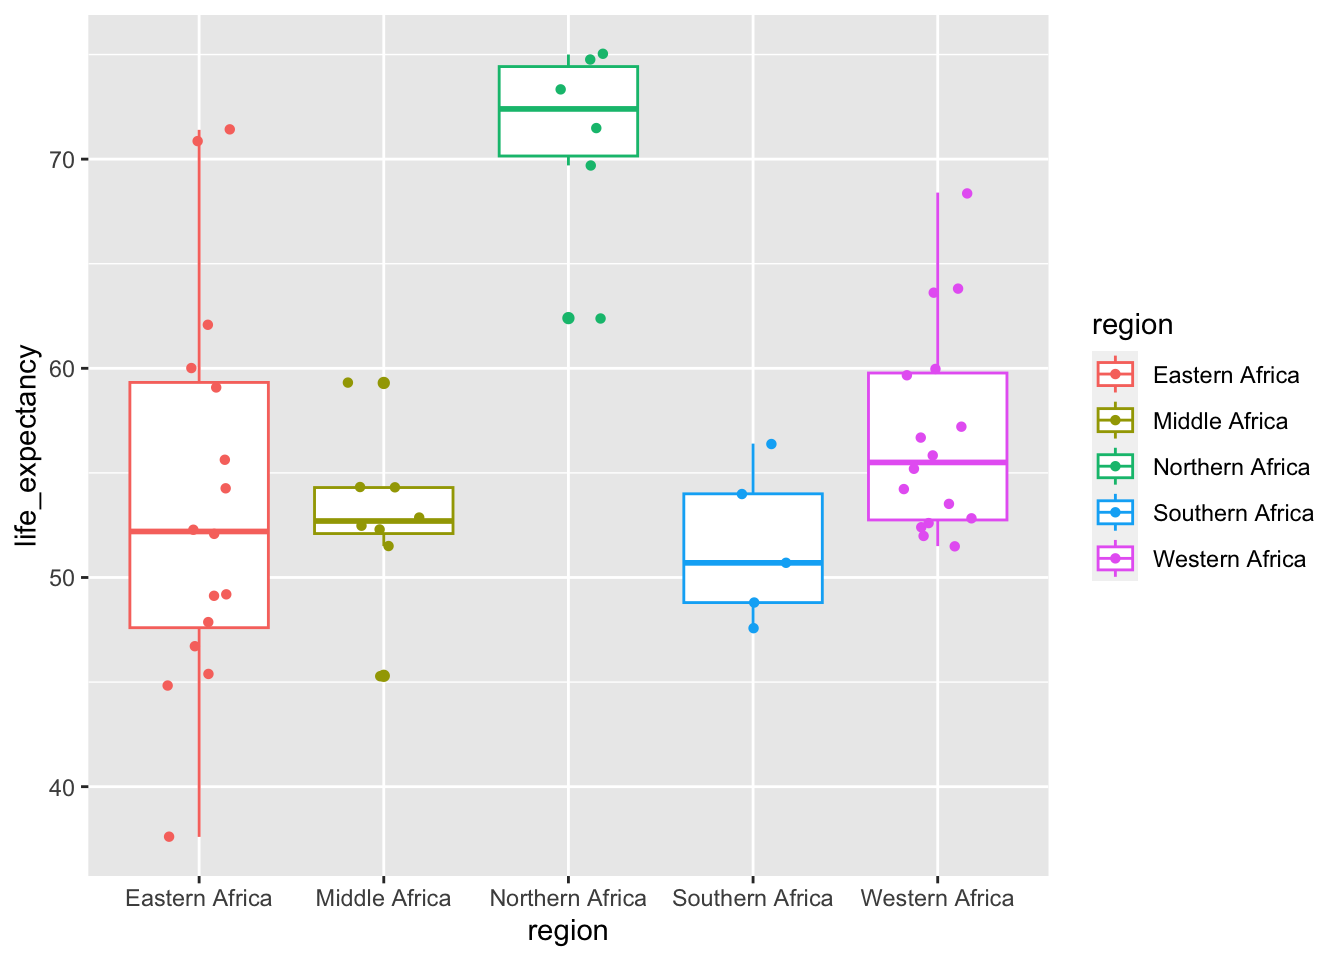 life_expectancy
70
60
50
40
Eastern Africa
Middle Africa
Northern Africa
Southern Africa
Western Africa
region
region
Eastern Africa
Middle Africa
Northern Africa
Southern Africa
Western Africa